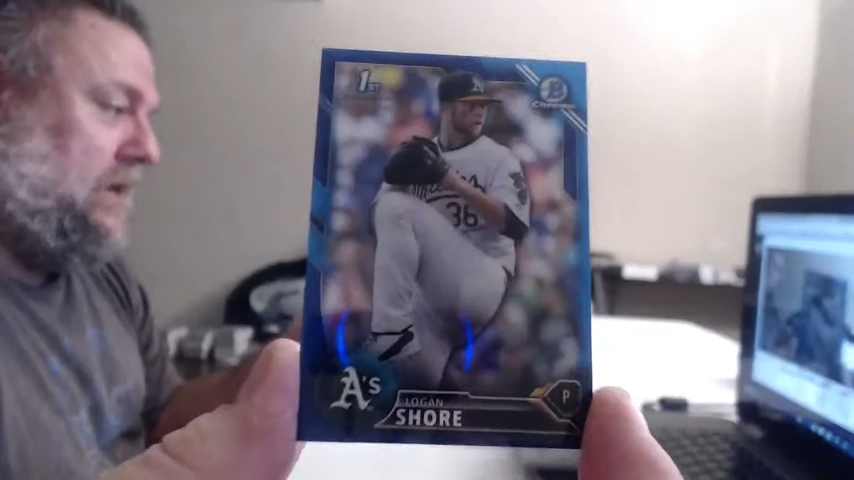 1ST
B
Chrome
A
36
A's
LOGAN
SHORE
P